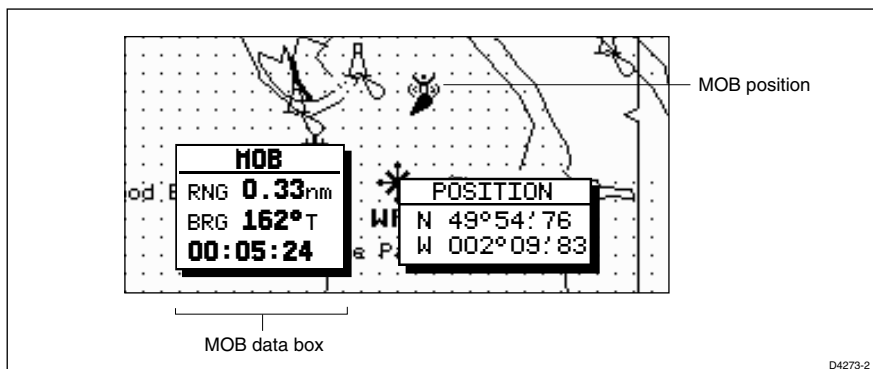 MOB position
MOB
RNG 0.33nm
BRG 162°T
00:05:24
POSITION
N 49°54.'76
W 002°09.'83
od
MOB data box
D4273-2